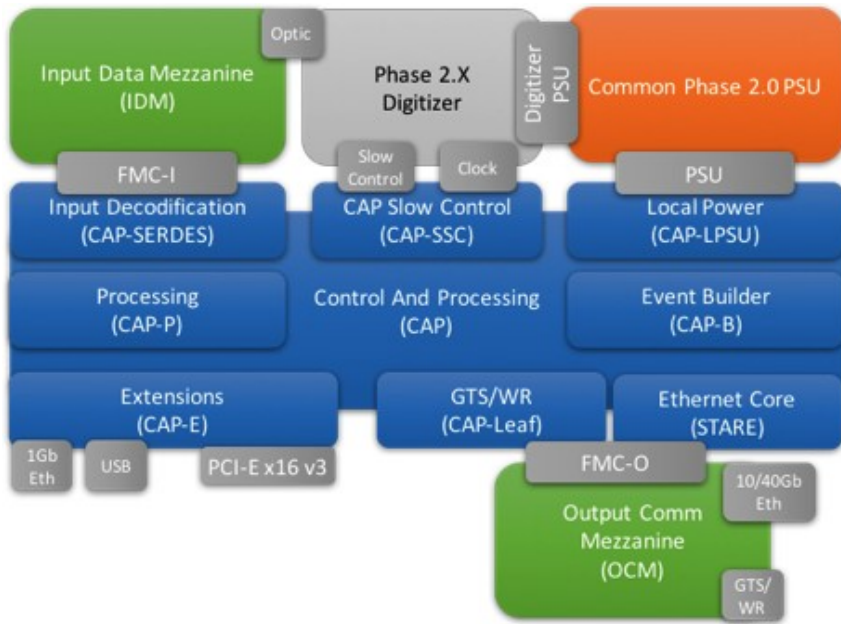 Input Data Mezzanine
(IDM)
Optic
Phase 2.X
Digitizer
Digitizer
PSU
Common Phase 2.0 PSU
FMC-I
Slow
Control
Clock
PSU
Input Decodification
(CAP-SERDES)
CAP Slow Control
(CAP-SSC)
Local Power
(CAP-LPSU)
Processing
(CAP-P)
Control And Processing
(CAP)
Event Builder
(CAP-B)
Extensions
(CAP-E)
GTS/WR
(CAP-Leaf)
Ethernet Core
(STARE)
1Gb
Eth
USB
PCI-E x16 v3
FMC-O
10/40Gb
Eth
Output Comm
Mezzanine
(OCM)
GTS/
WR